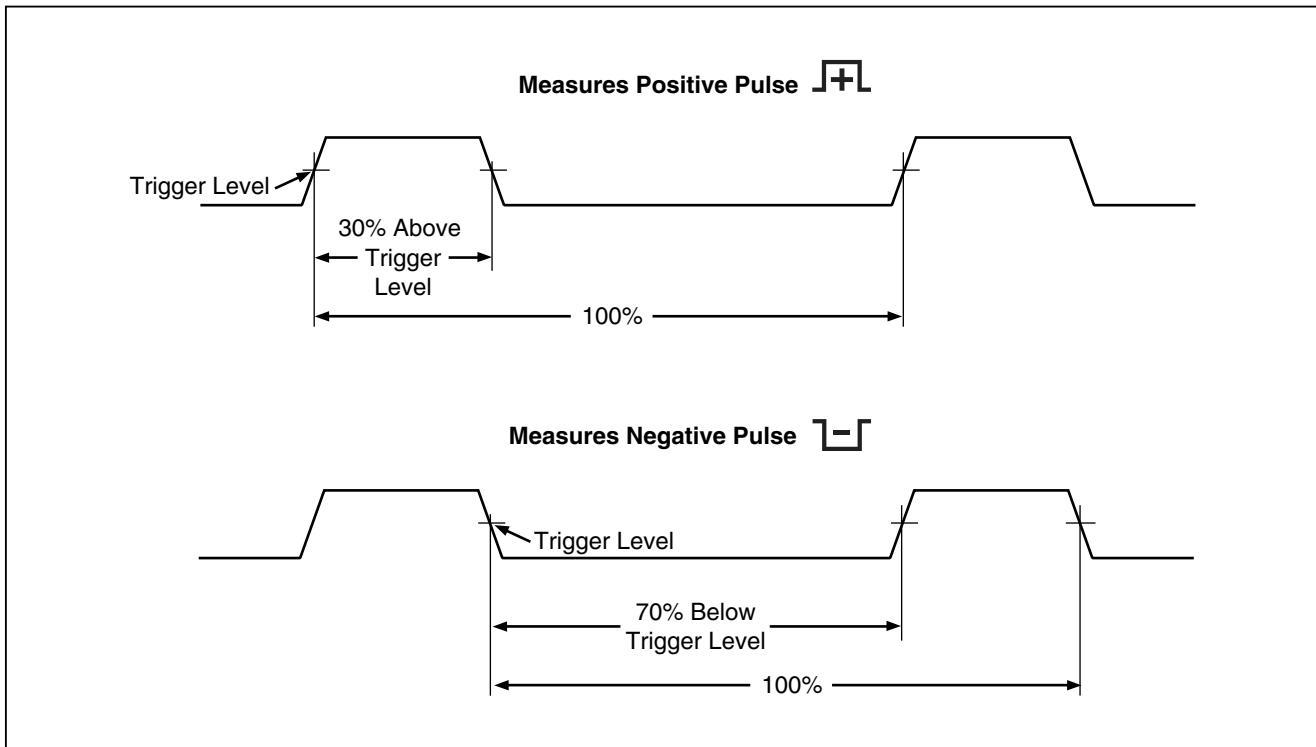 Measures Positive Pulse +
Trigger Level
30% Above
Trigger
Level
100%
Measures Negative Pulse -
Trigger Level
70% Below
Trigger Level
100%